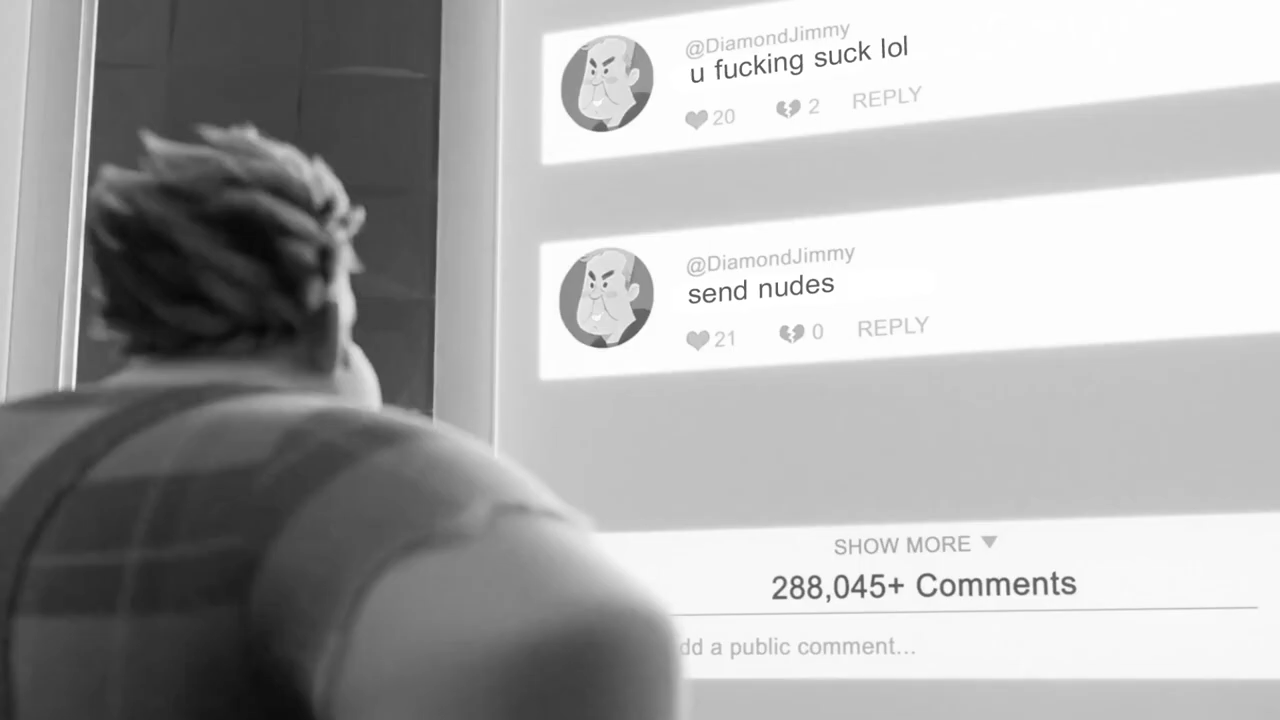 @DiamondJimmy
u fucking suck lol
20 2 REPLY
@DiamondJimmy
send nudes
21 0 REPLY
SHOW MORE
288,045+ Comments
dd a public comment...